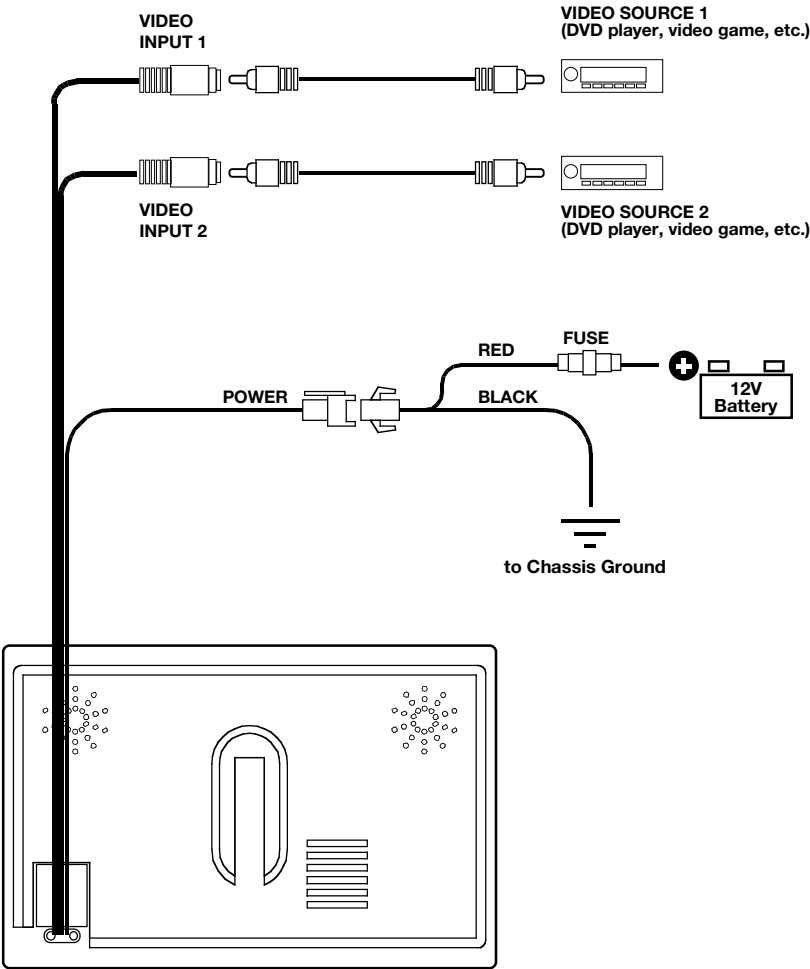 VIDEO
INPUT 1
VIDEO SOURCE 1
(DVD player, video game, etc.)
VIDEO
INPUT 2
VIDEO SOURCE 2
(DVD player, video game, etc.)
RED
FUSE
POWER
BLACK
12V
Battery
to Chassis Ground